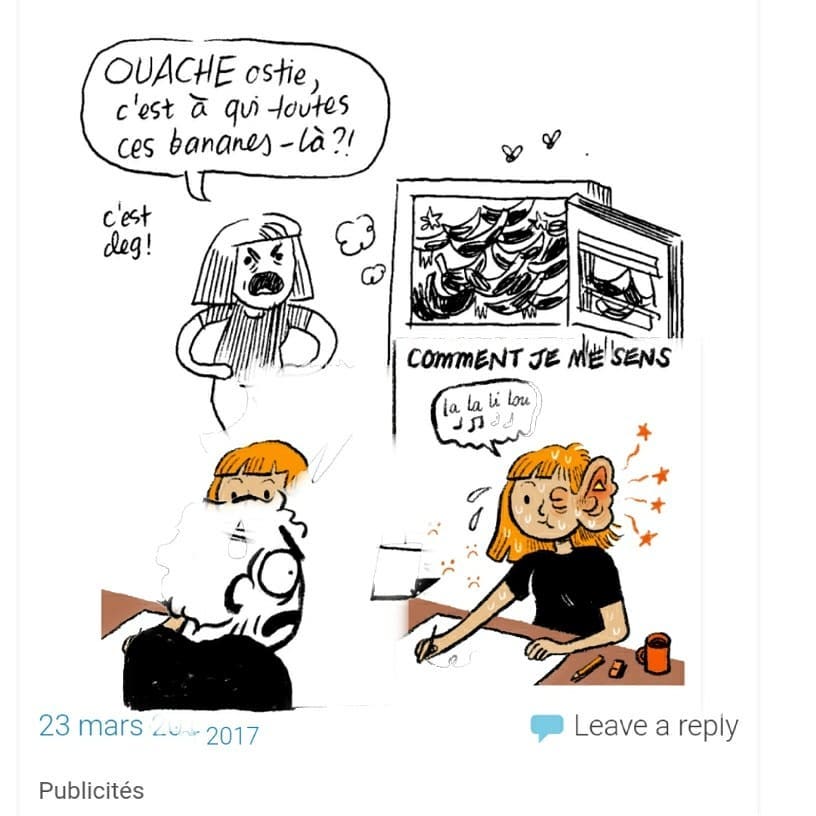 OUACHE ostie,
c'est à qui toutes
ces bananes-là?!
c'est
deg!
COMMENT JE ME SENS
la la li lou
23 mars 2017
Leave a reply
Publicités